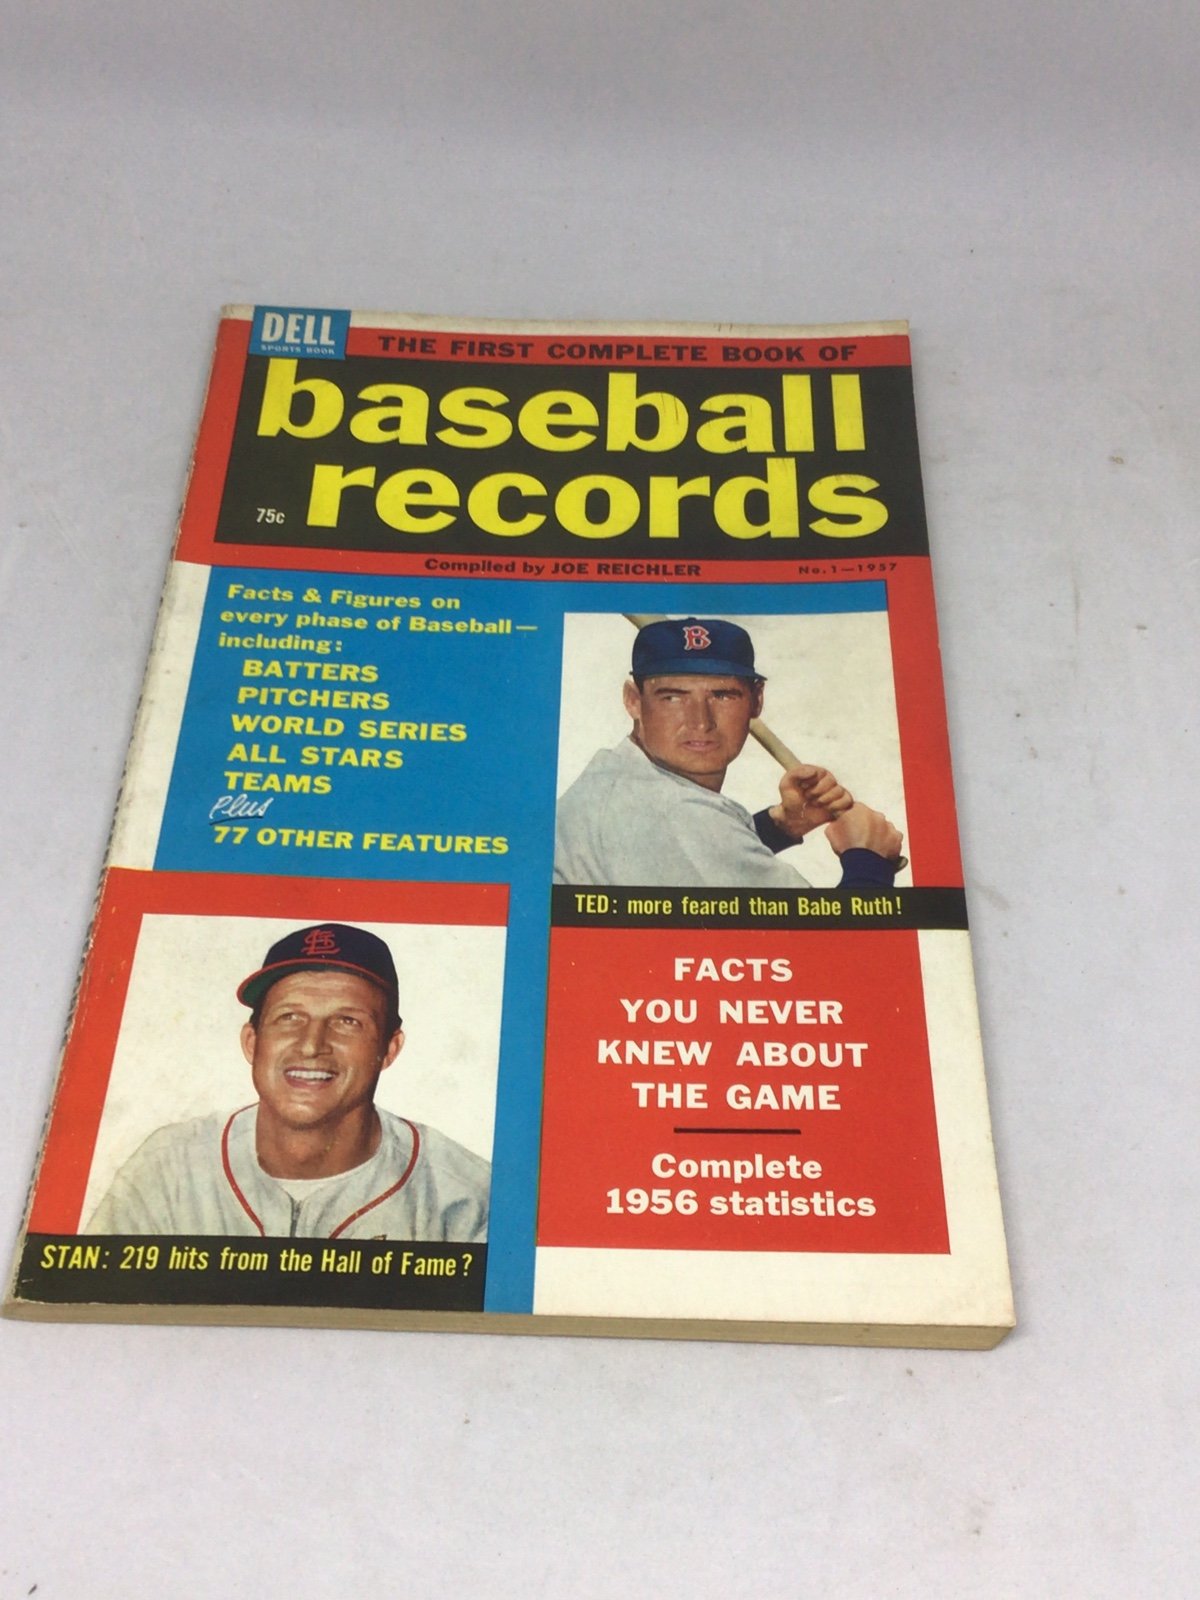 DELL
SPORTS BOOK
THE FIRST COMPLETE BOOK OF
baseball
records
75c
Compiled by JOE REICHLER
No. 1—1957
Facts & Figures on
every phase of Baseball—
including:
BATTERS
PITCHERS
WORLD SERIES
ALL STARS
TEAMS
Plus
77 OTHER FEATURES
B
TED: more feared than Babe Ruth!
STL
STAN: 219 hits from the Hall of Fame?
FACTS
YOU NEVER
KNEW ABOUT
THE GAME
Complete
1956 statistics